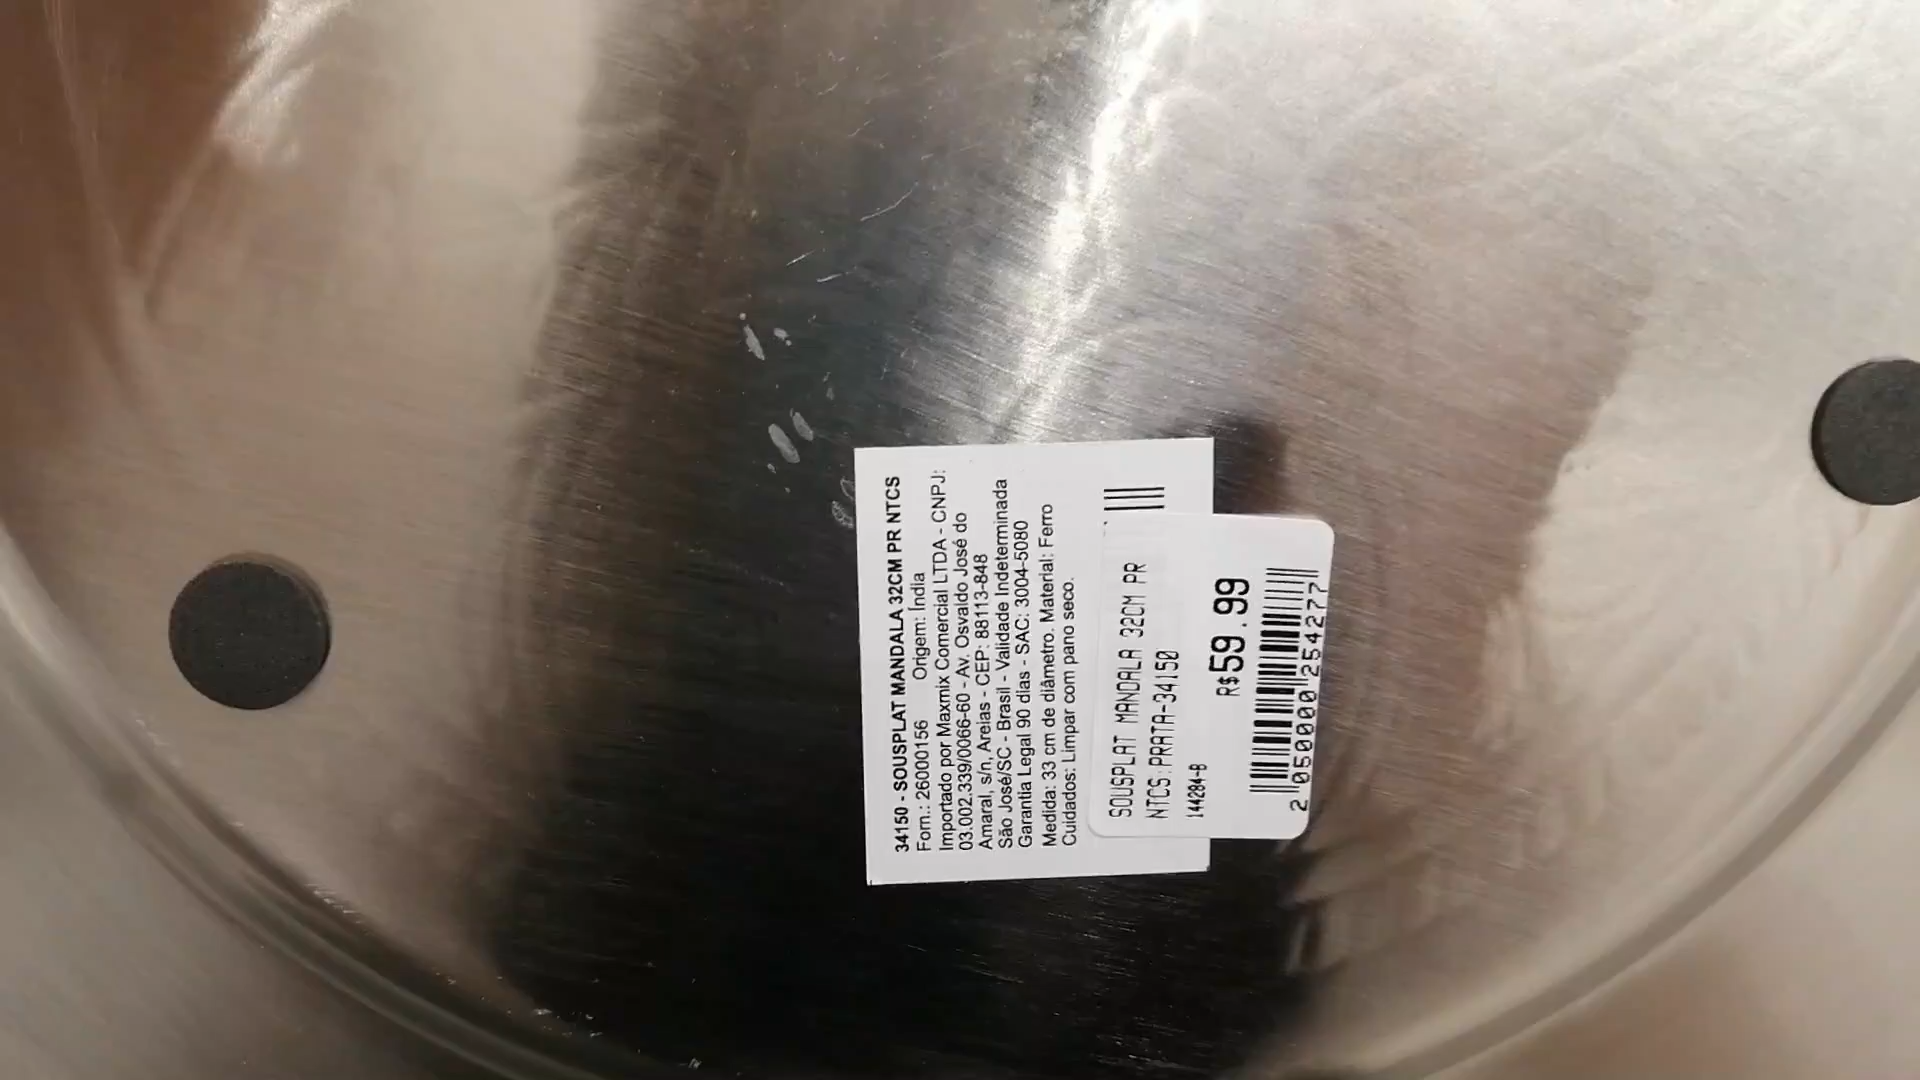 34150 - SOUSPLAT MANDALA 32CM PR NTCS
Forn.: 26000156 Origem: Índia
Importado por Maxmix Comercial LTDA - CNPJ:
03.002.339/0066-60 - Av. Osvaldo José do
Amaral, s/n, Areias - CEP: 88113-848
São José/SC - Brasil - Validade Indeterminada
Garantia Legal 90 dias - SAC: 3004-5080
Medida: 33 cm de diâmetro. Material: Ferro
Cuidados: Limpar com pano seco.
SOUSPLAT MANDALA 32CM PR
NTCS:PRATA-34150
144284-B
R$59.99
2 050000 254277